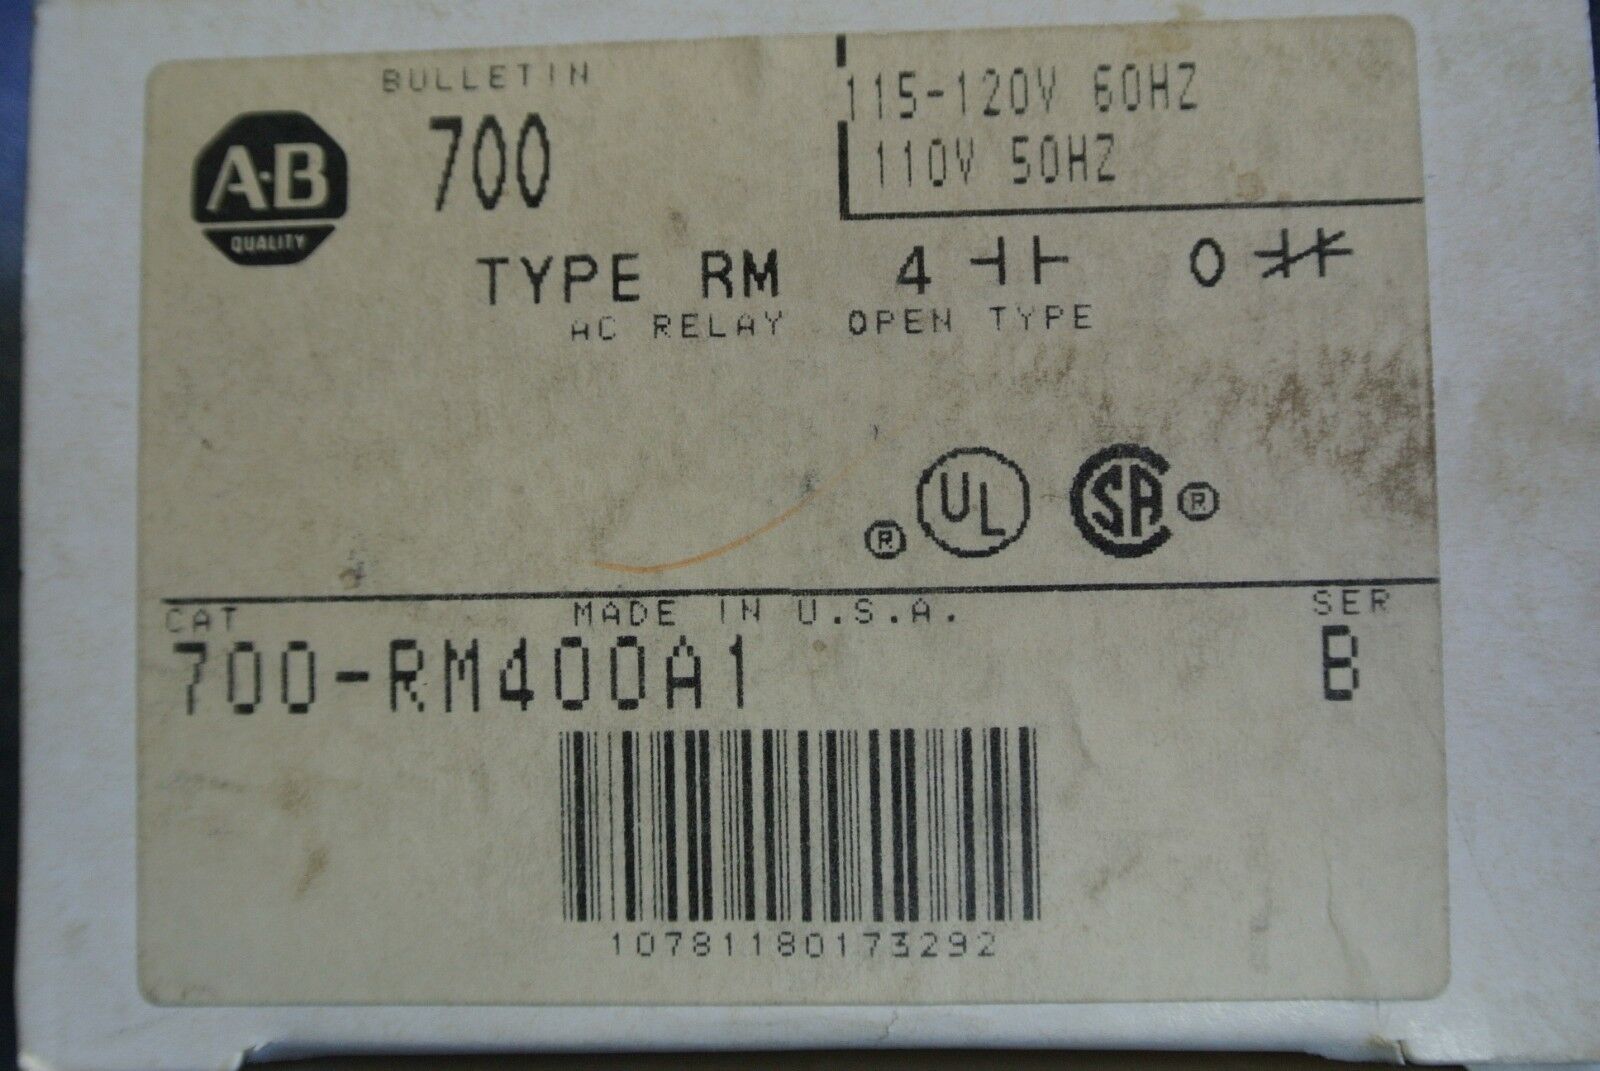 BULLETIN
700
115-120V 60HZ
110V 50HZ
A-B
QUALITY
TYPE RM 4 0
AC RELAY OPEN TYPE
® UL CSA ®
CAT MADE IN U.S.A. SER
700-RM400A1 B
10781180173292